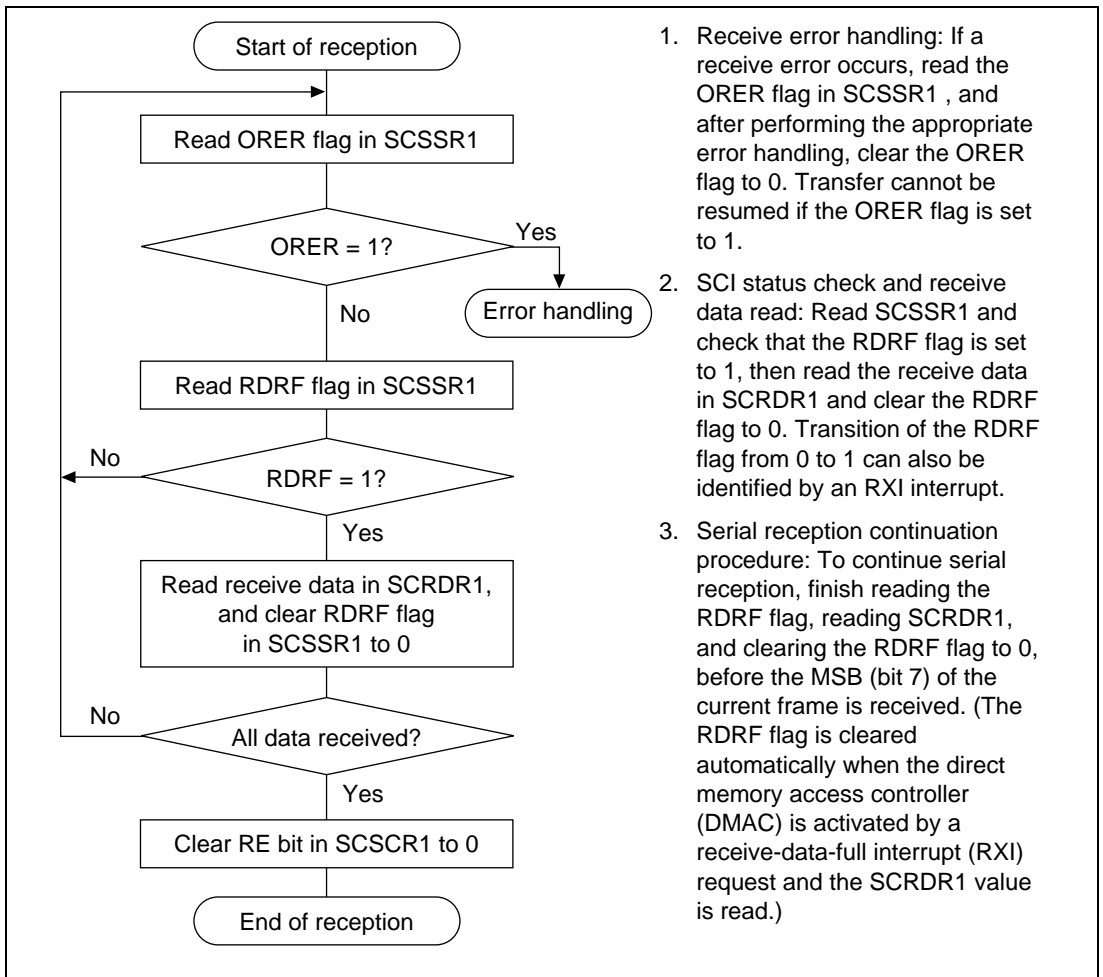 Start of reception
Read ORER flag in SCSSR1
ORER = 1?
Yes
Error handling
No
Read RDRF flag in SCSSR1
No
RDRF = 1?
Yes
Read receive data in SCRDR1,
and clear RDRF flag
in SCSSR1 to 0
No
All data received?
Yes
Clear RE bit in SCSCR1 to 0
End of reception
1. Receive error handling: If a
receive error occurs, read the
ORER flag in SCSSR1 , and
after performing the appropriate
error handling, clear the ORER
flag to 0. Transfer cannot be
resumed if the ORER flag is set
to 1.
2. SCI status check and receive
data read: Read SCSSR1 and
check that the RDRF flag is set
to 1, then read the receive data
in SCRDR1 and clear the RDRF
flag to 0. Transition of the RDRF
flag from 0 to 1 can also be
identified by an RXI interrupt.
3. Serial reception continuation
procedure: To continue serial
reception, finish reading the
RDRF flag, reading SCRDR1,
and clearing the RDRF flag to 0,
before the MSB (bit 7) of the
current frame is received. (The
RDRF flag is cleared
automatically when the direct
memory access controller
(DMAC) is activated by a
receive-data-full interrupt (RXI)
request and the SCRDR1 value
is read.)